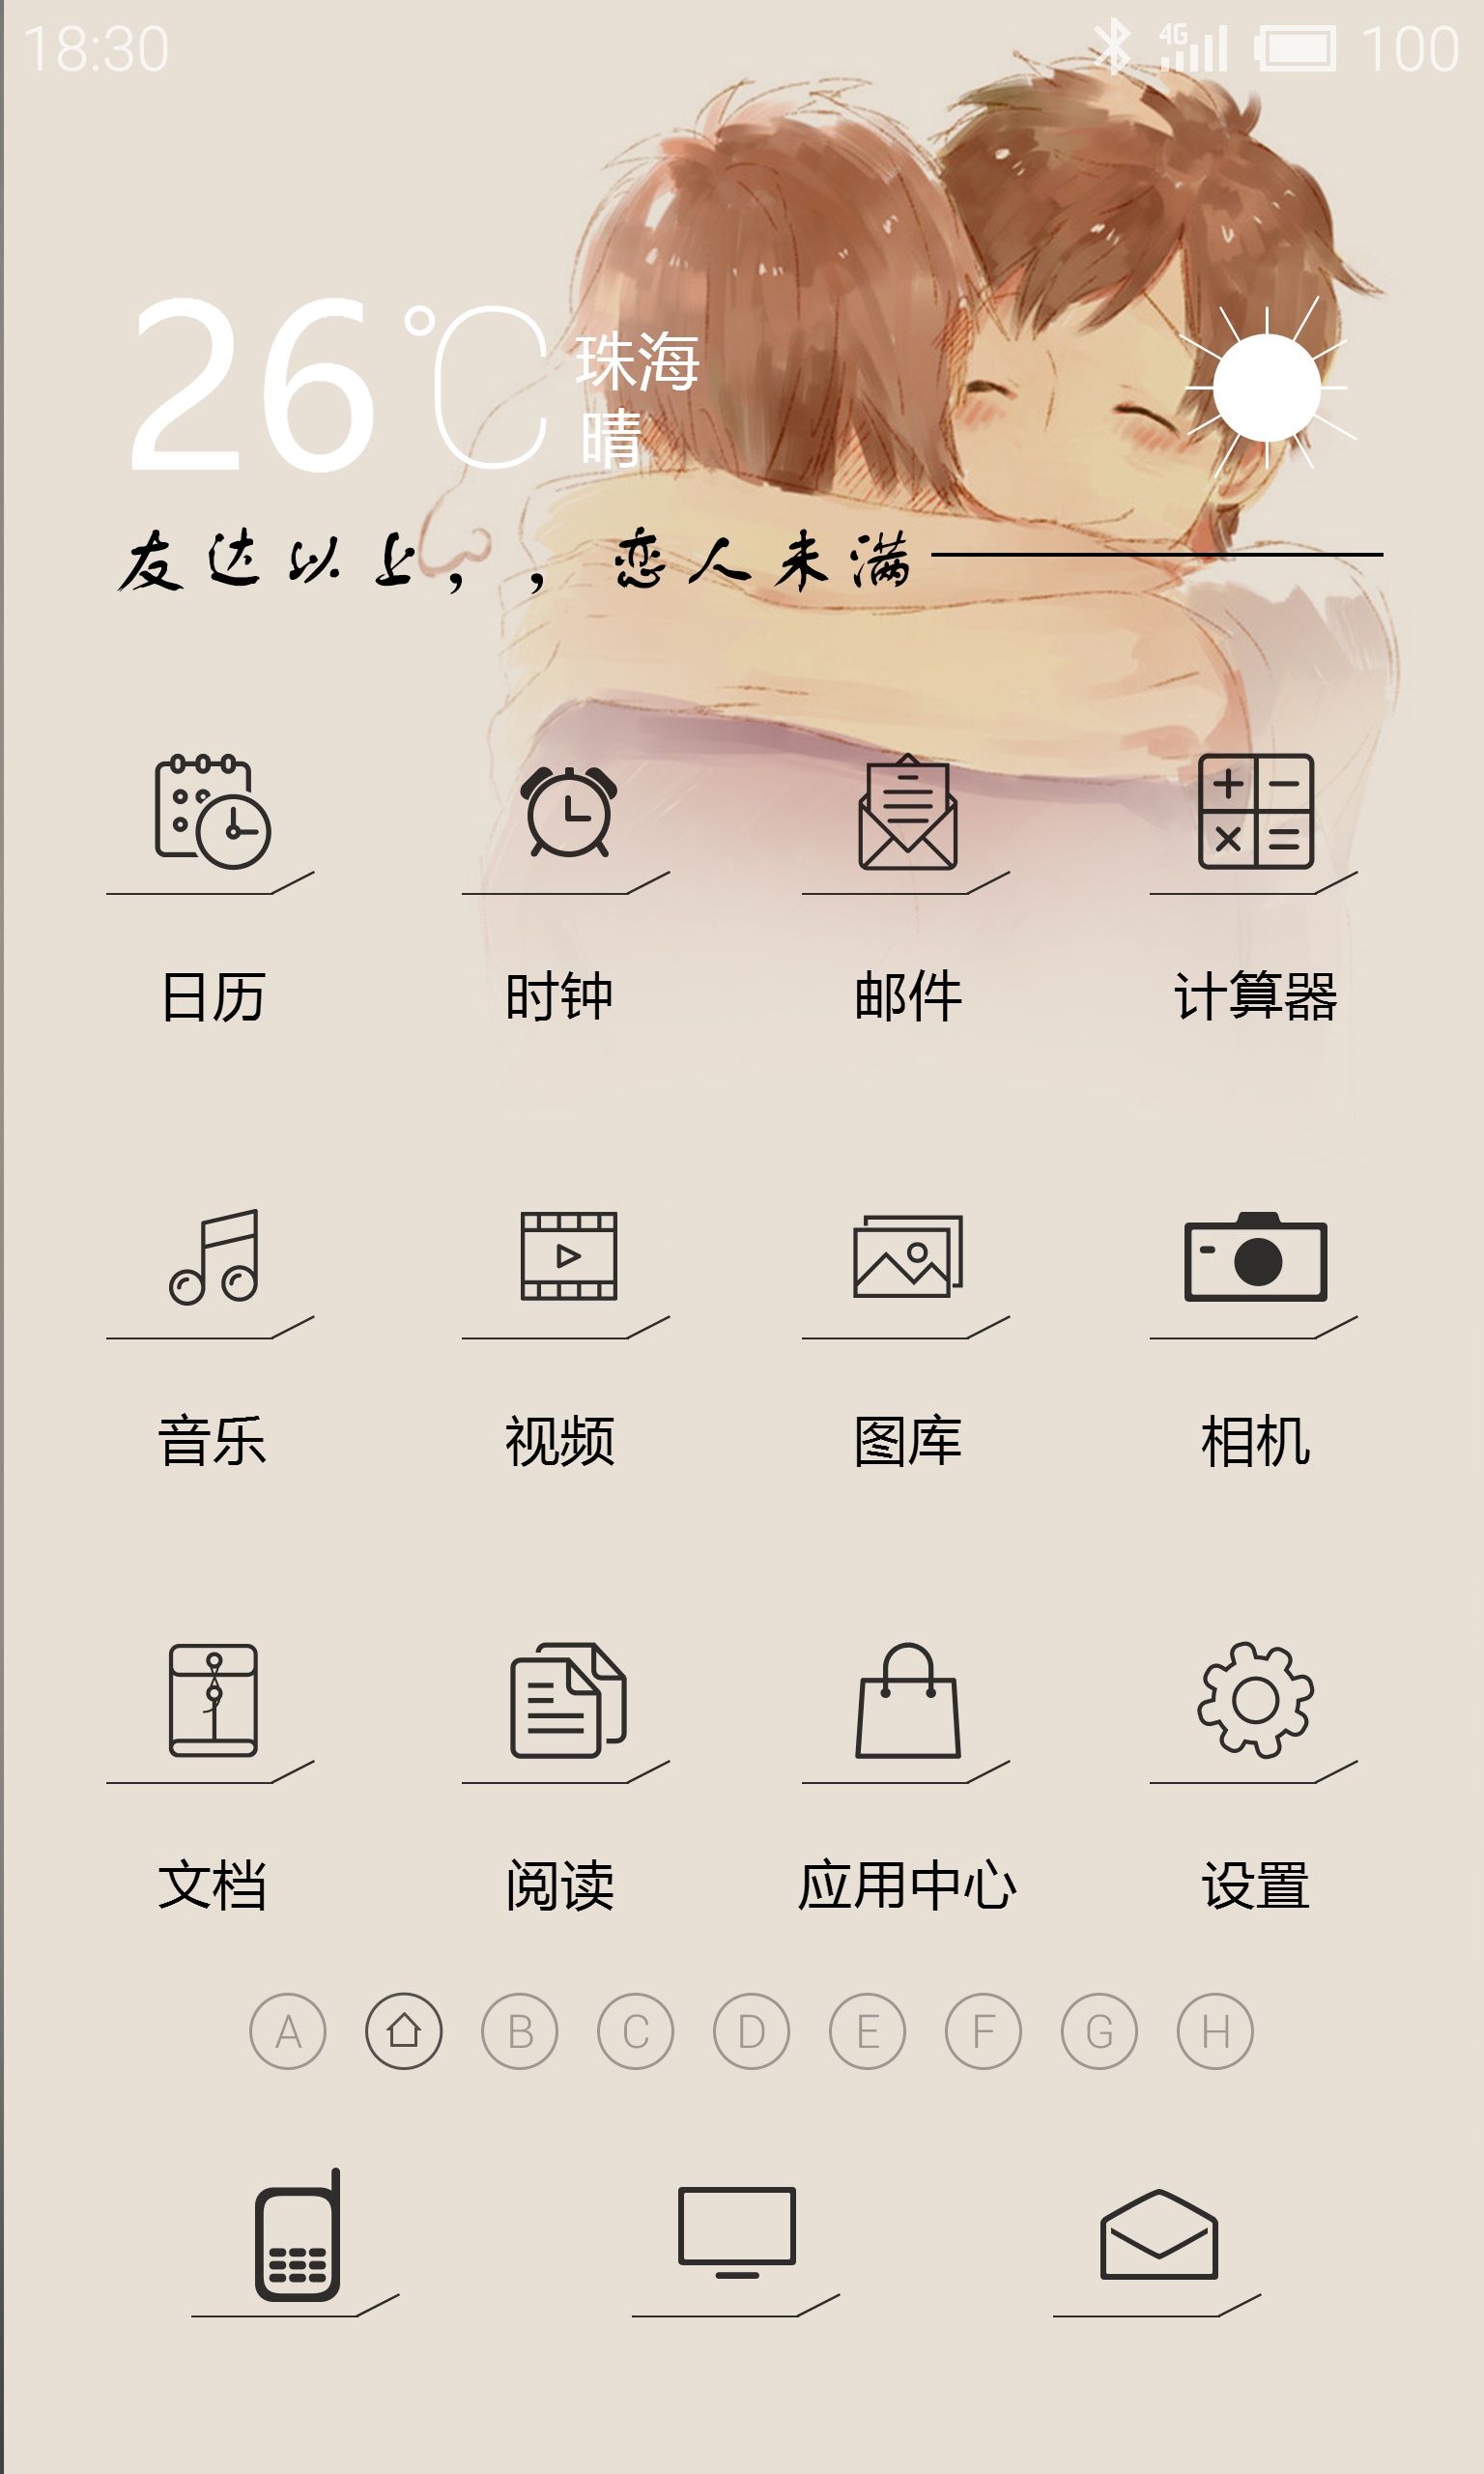 18:30 4G 100
26℃ 珠海
晴
友达以上，，恋人未满
日历 时钟 邮件 计算器
音乐 视频 图库 相机
文档 阅读 应用中心 设置
A B C D E F G H